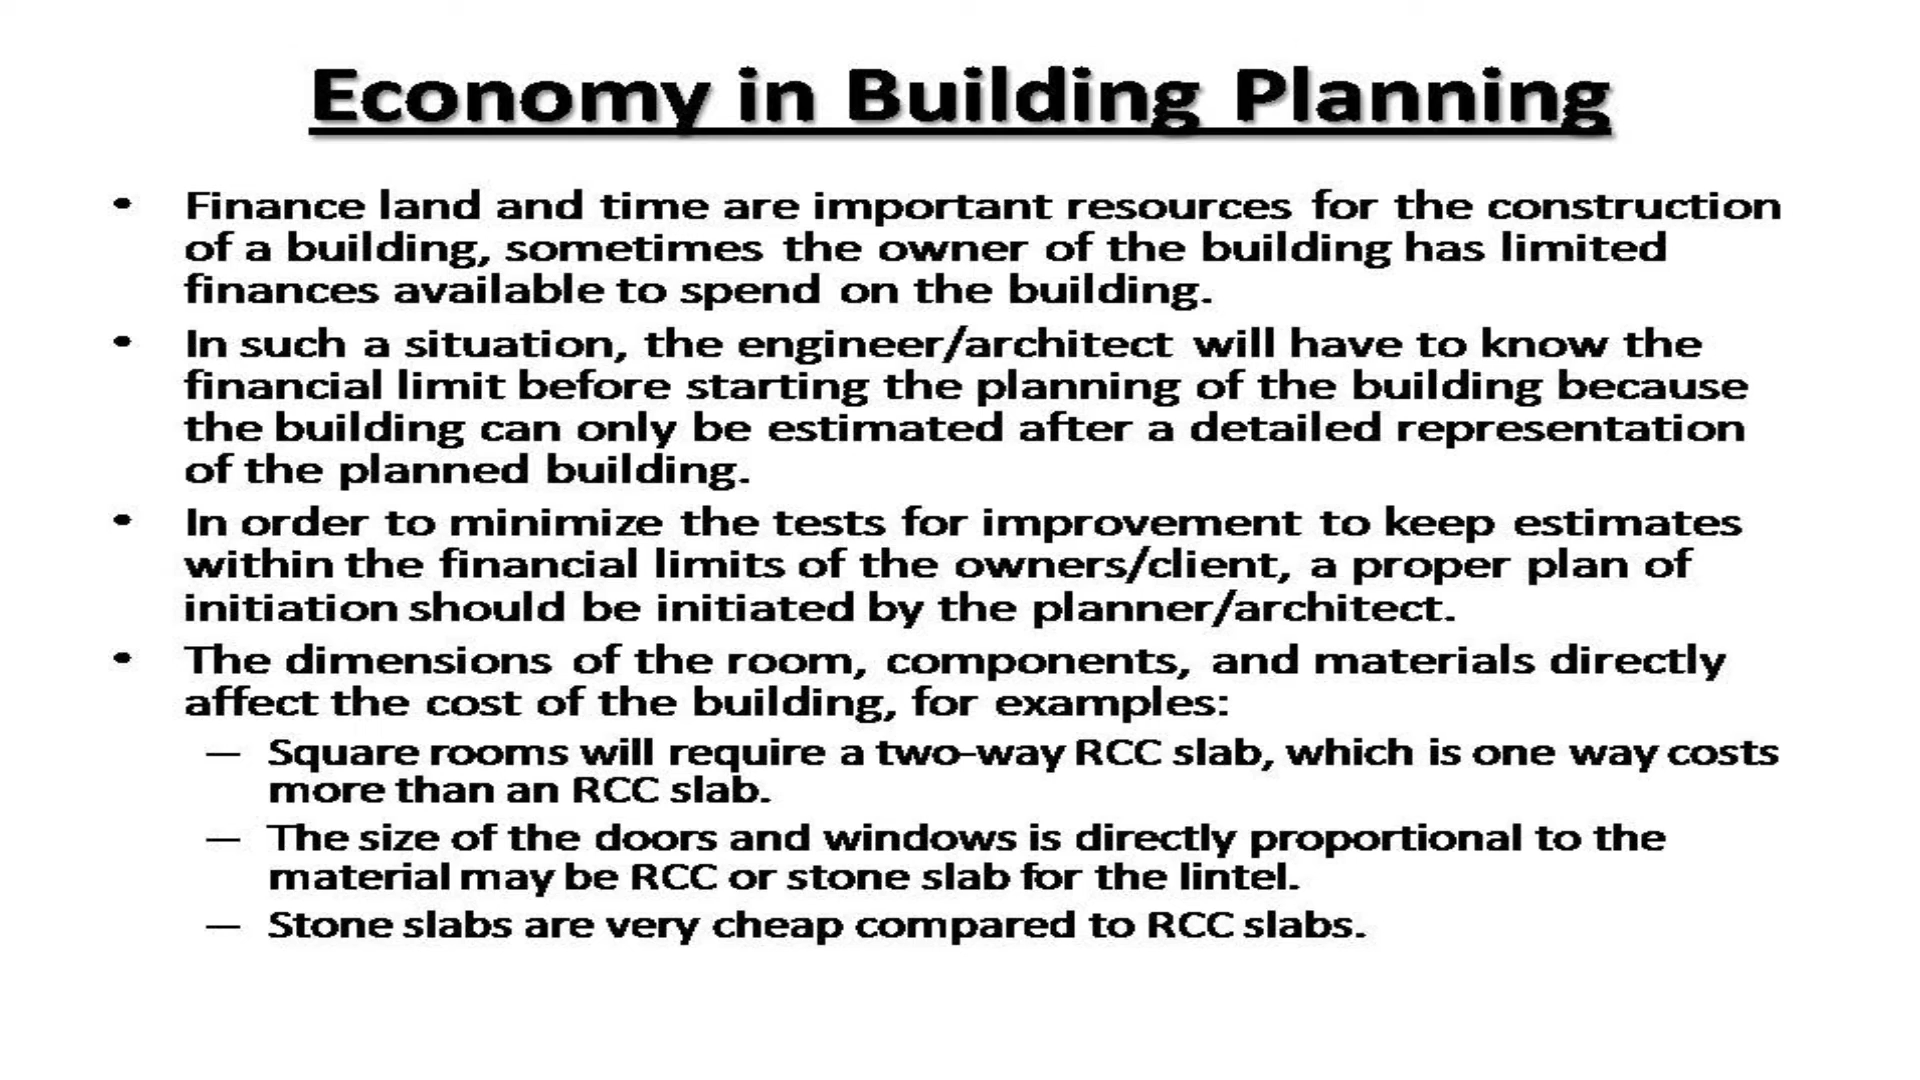 Economy in Building Planning
• Finance land and time are important resources for the construction
of a building, sometimes the owner of the building has limited
finances available to spend on the building.
• In such a situation, the engineer/architect will have to know the
financial limit before starting the planning of the building because
the building can only be estimated after a detailed representation
of the planned building.
• In order to minimize the tests for improvement to keep estimates
within the financial limits of the owners/client, a proper plan of
initiation should be initiated by the planner/architect.
• The dimensions of the room, components, and materials directly
affect the cost of the building, for examples:
– Square rooms will require a two-way RCC slab, which is one way costs
more than an RCC slab.
– The size of the doors and windows is directly proportional to the
material may be RCC or stone slab for the lintel.
– Stone slabs are very cheap compared to RCC slabs.